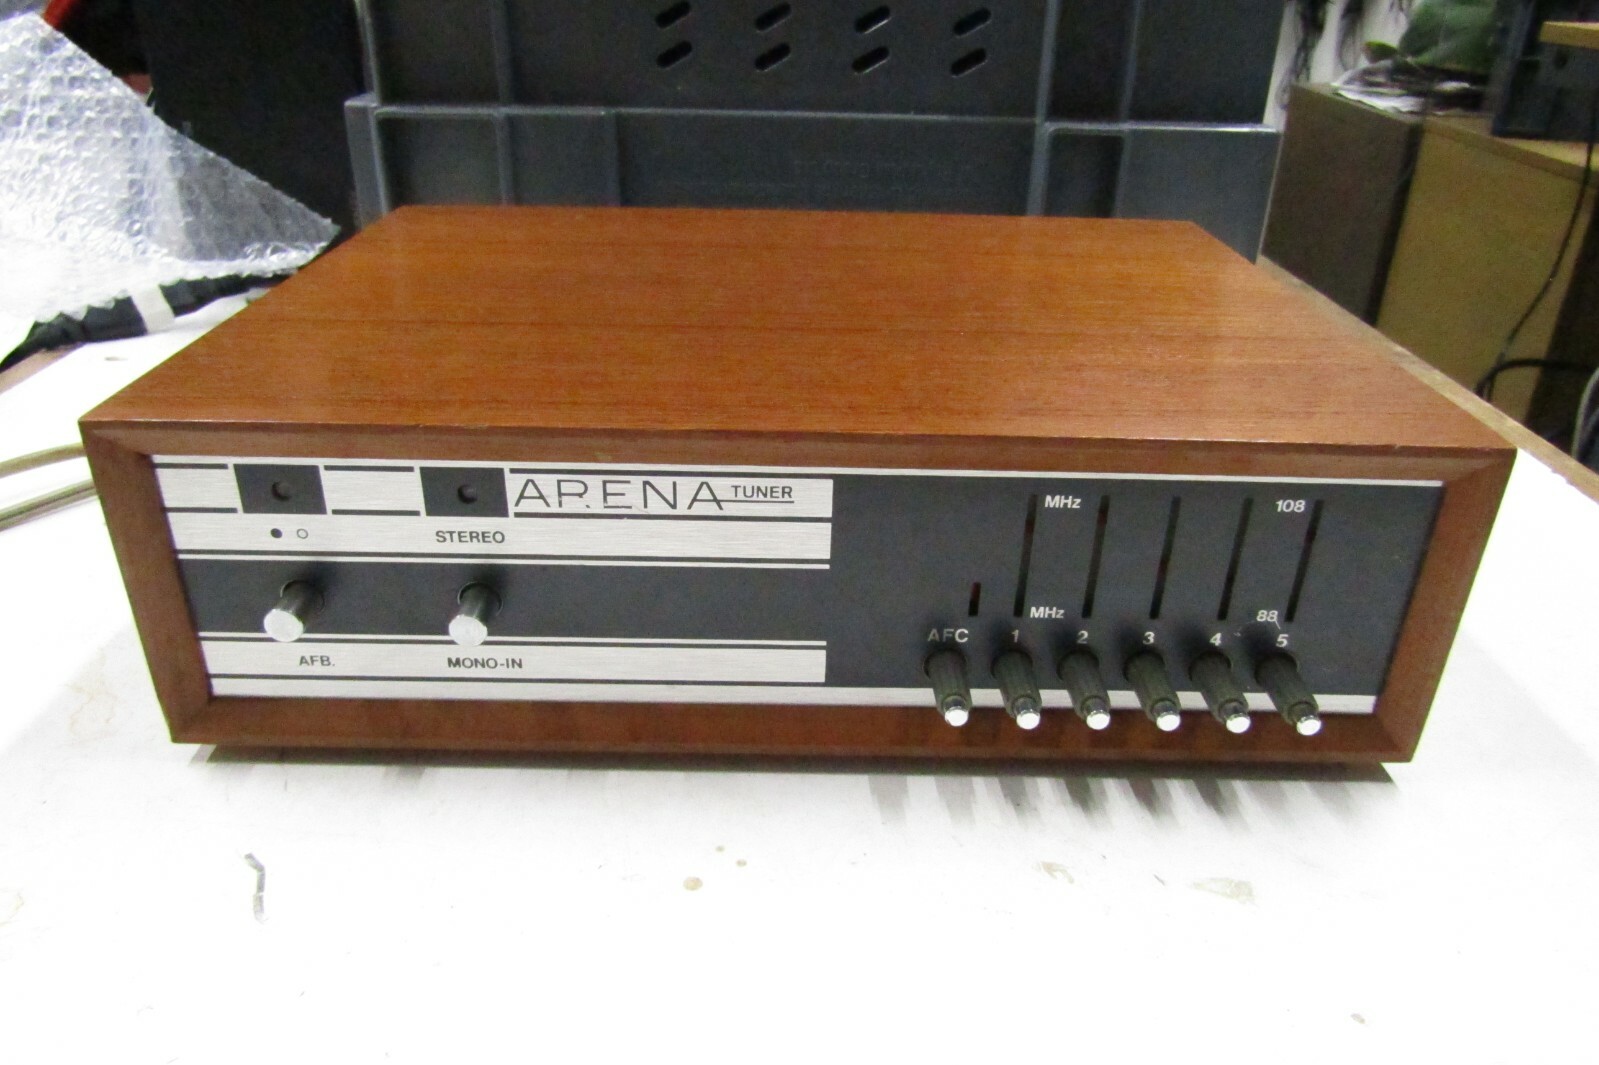 ARENA TUNER
STEREO
AFB.
MONO-IN
MHz
108
MHz
88
AFC 1 2 3 4 5